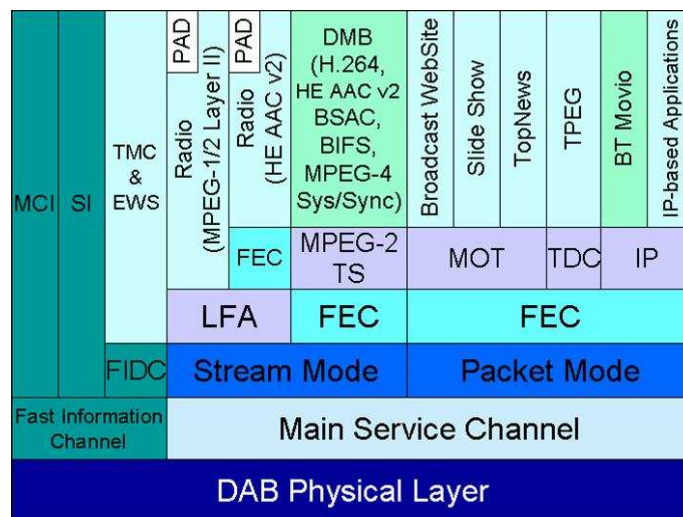 MCI
SI
TMC
&
EWS
FIDC
PAD
Radio
(MPEG-1/2 Layer II)
PAD
Radio
(HE AAC v2)
FEC
LFA
DMB
(H.264,
HE AAC v2
BSAC,
BIFS,
MPEG-4
Sys/Sync)
MPEG-2
TS
FEC
Broadcast WebSite
Slide Show
TopNews
TPEG
BT Movio
IP-based Applications
MOT
TDC
IP
FEC
Stream Mode
Packet Mode
Fast Information
Channel
Main Service Channel
DAB Physical Layer